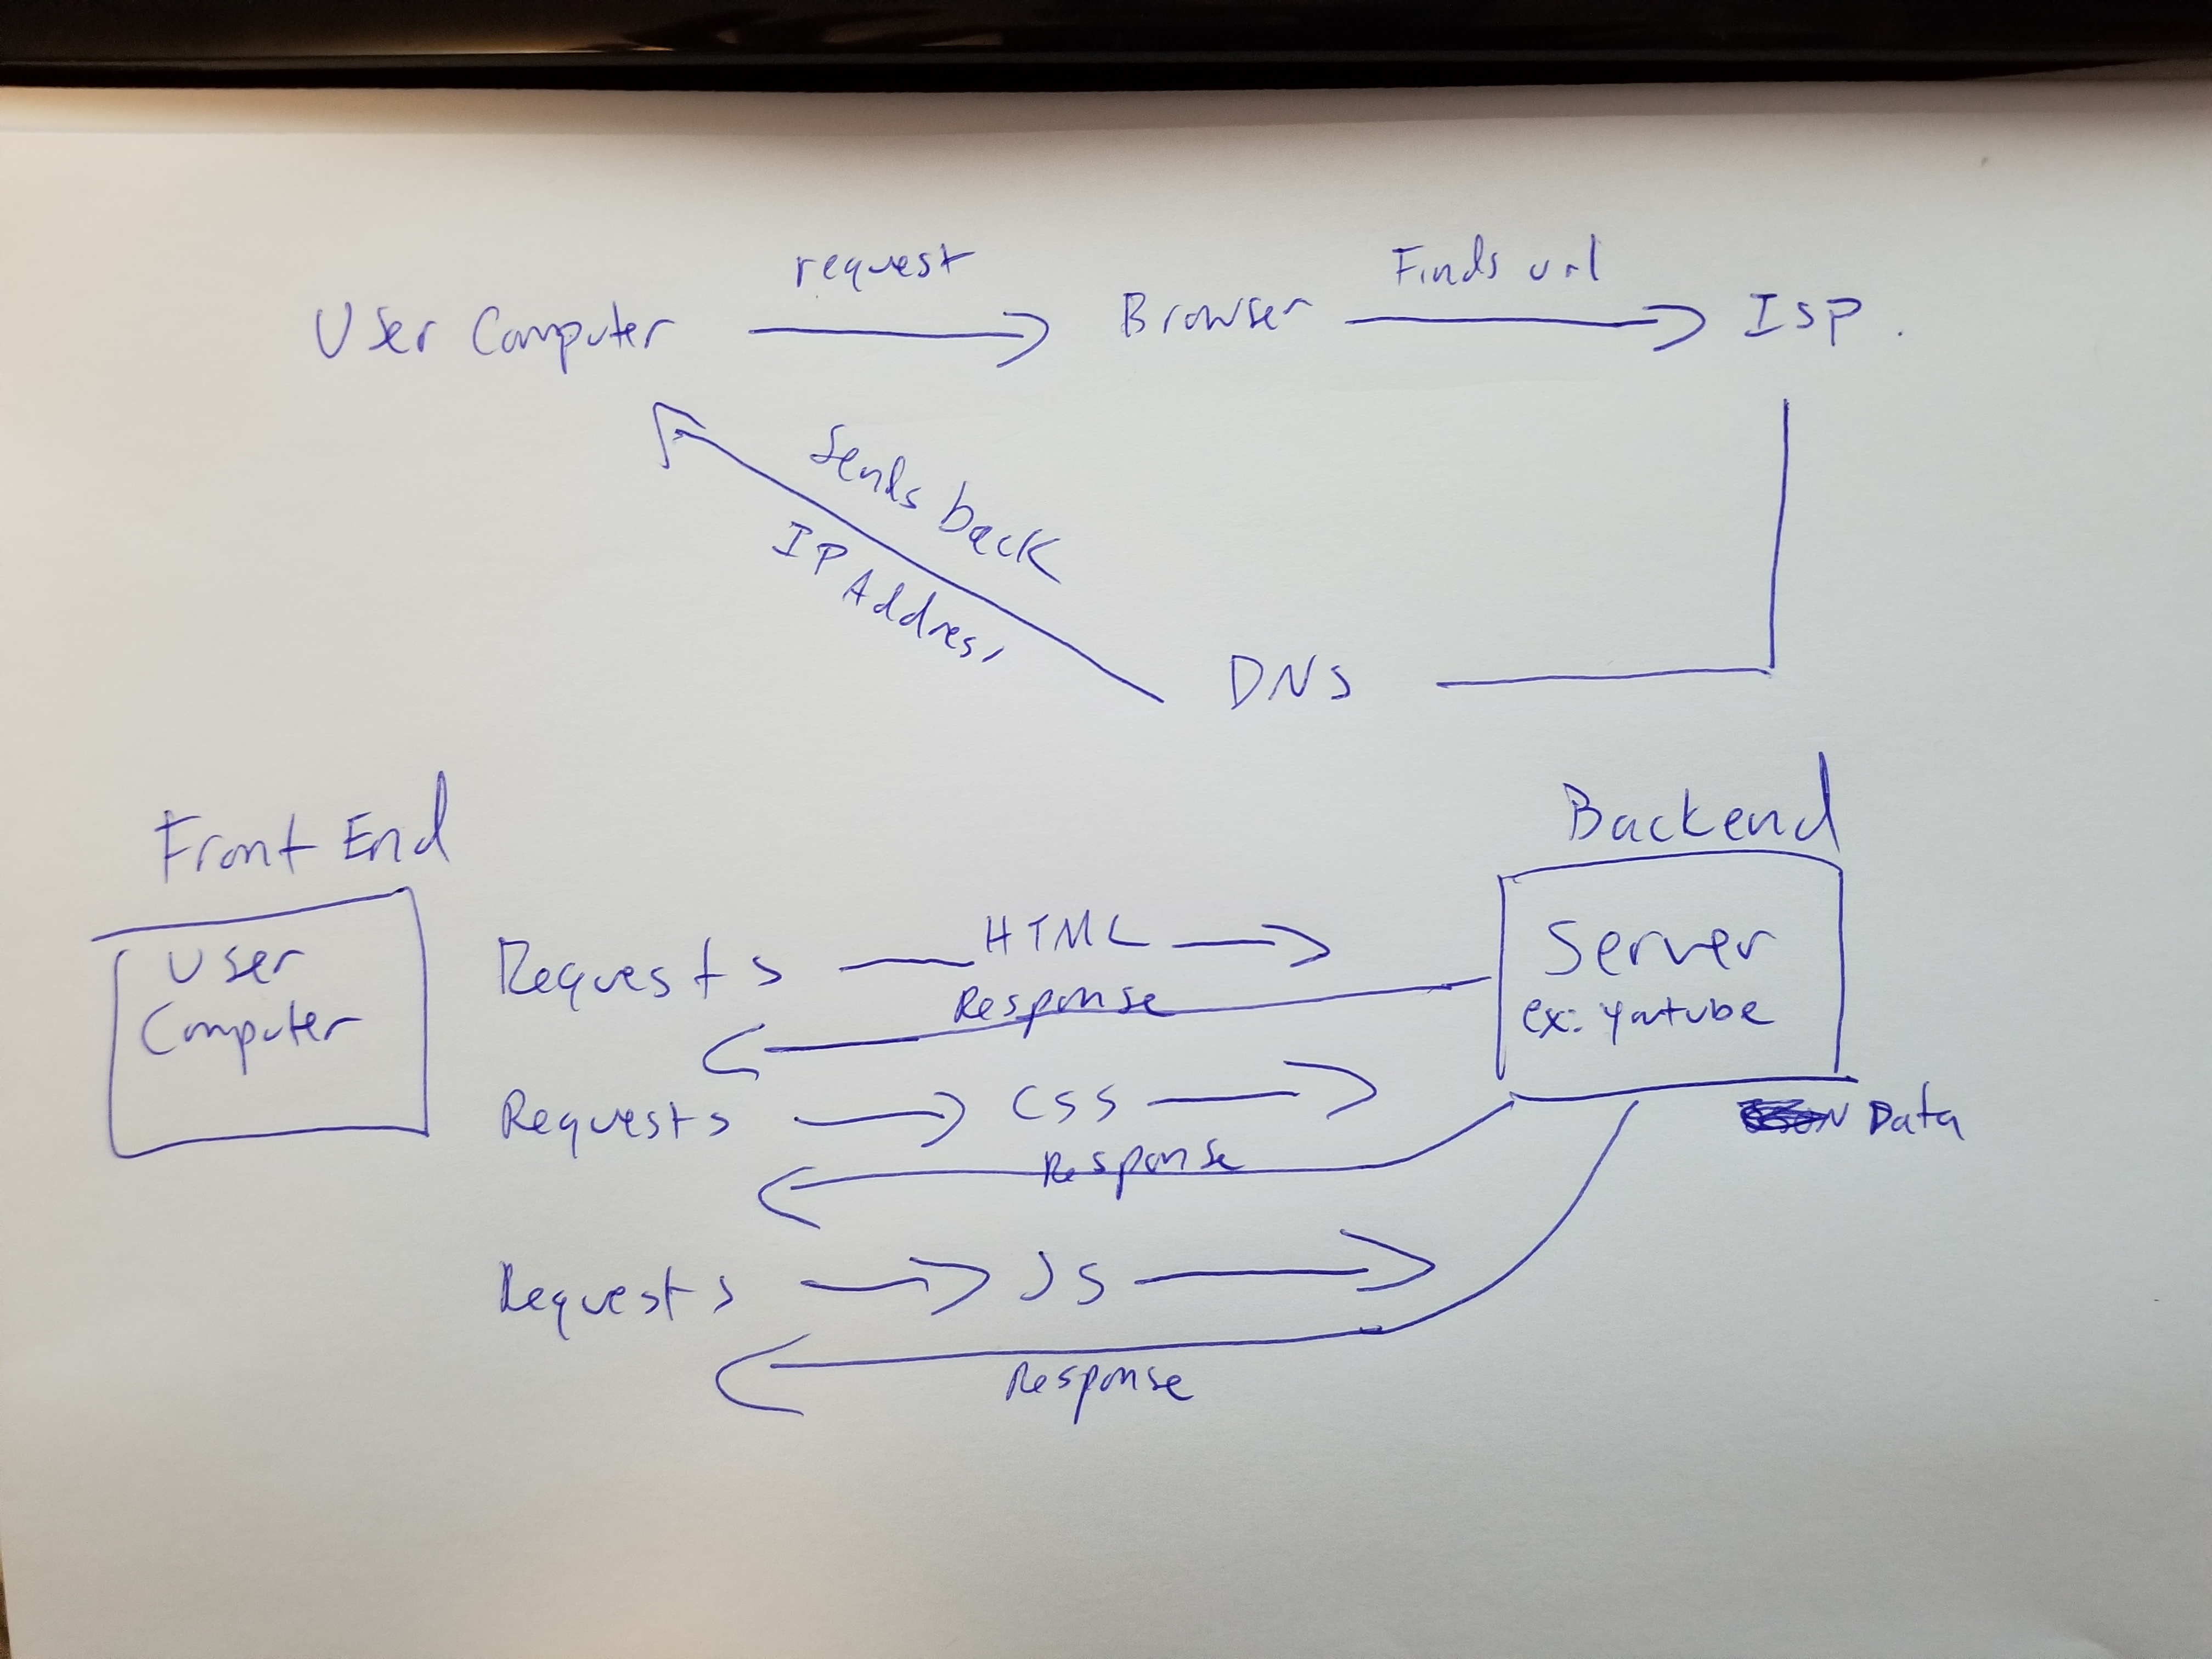 request
Finds url
User Computer
Browser
ISP
Sends back
IP Address
DNS
Front End
Backend
User
Computer
Requests
HTML
Response
Server
ex: youtube
Requests
CSS
Response
Data
Requests
JS
Response